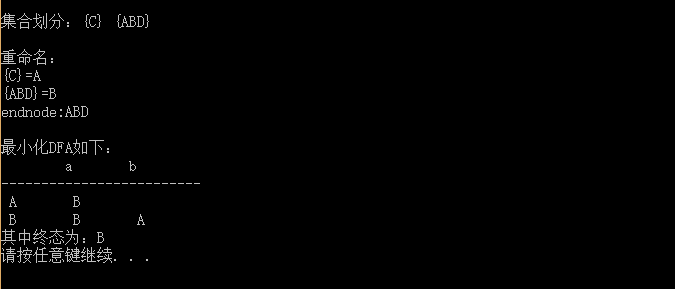 集合划分: {C} {ABD}
重命名:
{C}=A
{ABD}=B
endnode:ABD
最小化DFA如下:
a b
-------------------------
A B
B B A
其中终态为: B
请按任意键继续. . .